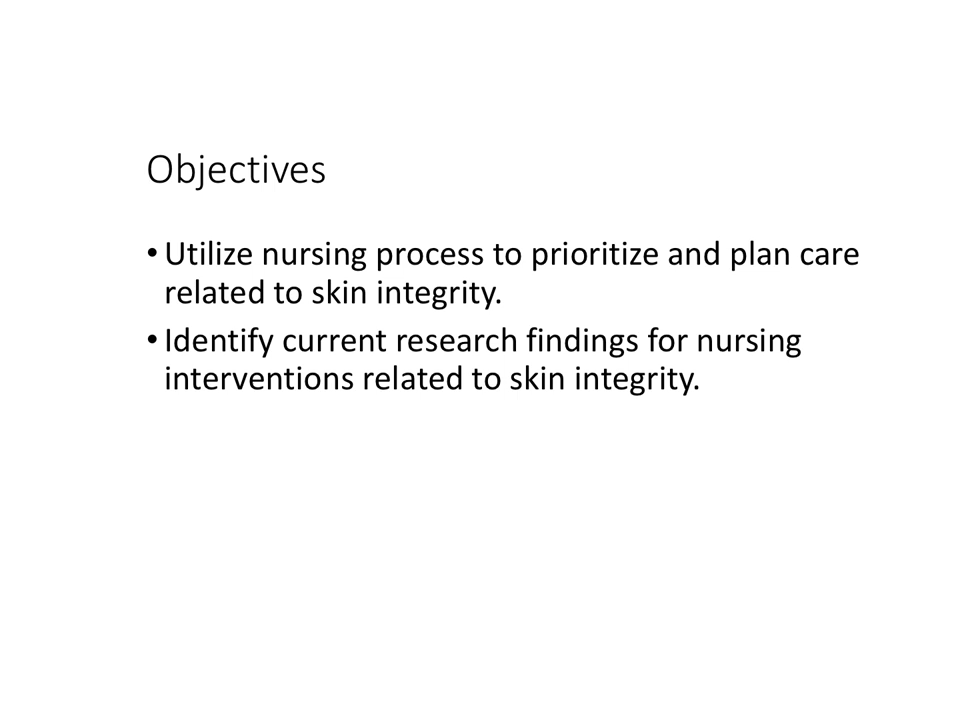 Objectives
• Utilize nursing process to prioritize and plan care
related to skin integrity.
• Identify current research findings for nursing
interventions related to skin integrity.